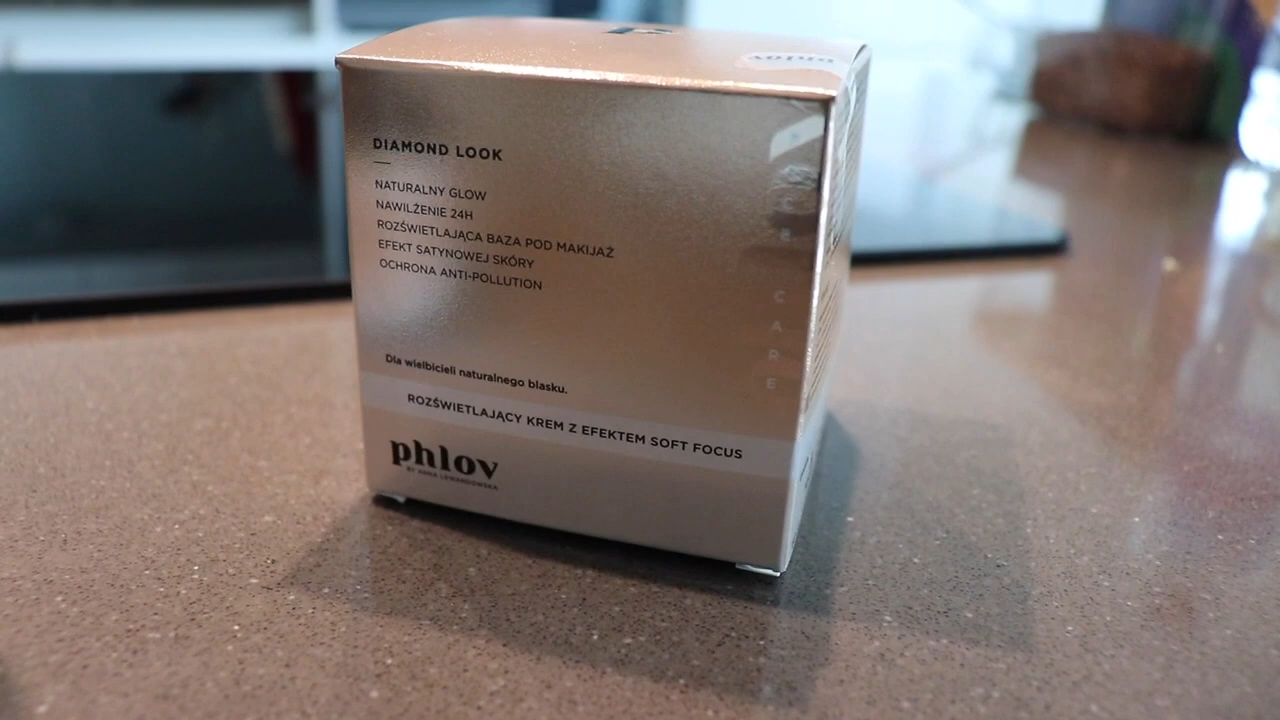 DIAMOND LOOK
NATURALNY GLOW
NAWILŻENIE 24H
ROZŚWIETLAJĄCA BAZA POD MAKIJAŻ
EFEKT SATYNOWEJ SKÓRY
OCHRONA ANTI-POLLUTION
Dla wielbicieli naturalnego blasku.
ROZŚWIETLAJĄCY KREM Z EFEKTEM SOFT FOCUS
phlov
BY ANNA LEWANDOWSKA
CARE